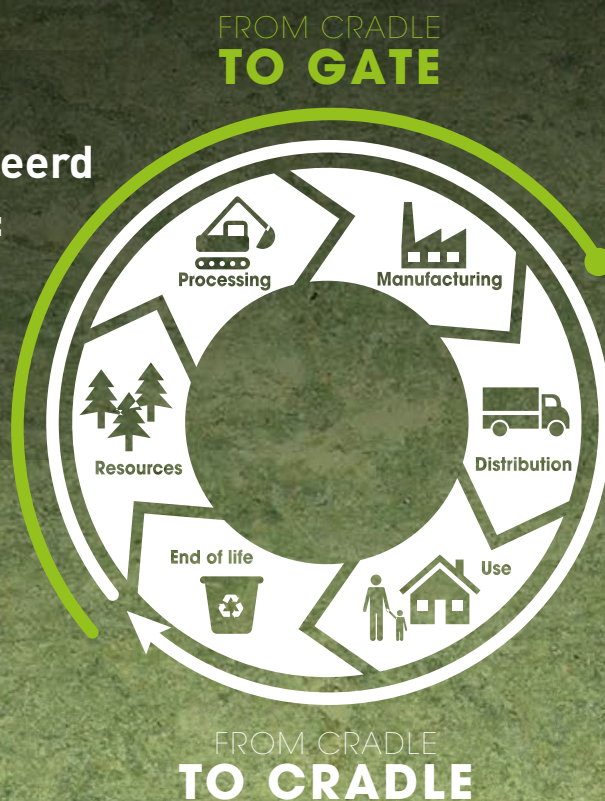 FROM CRADLE
TO GATE
eerd
:
Processing
Manufacturing
Resources
Distribution
End of life
Use
FROM CRADLE
TO CRADLE